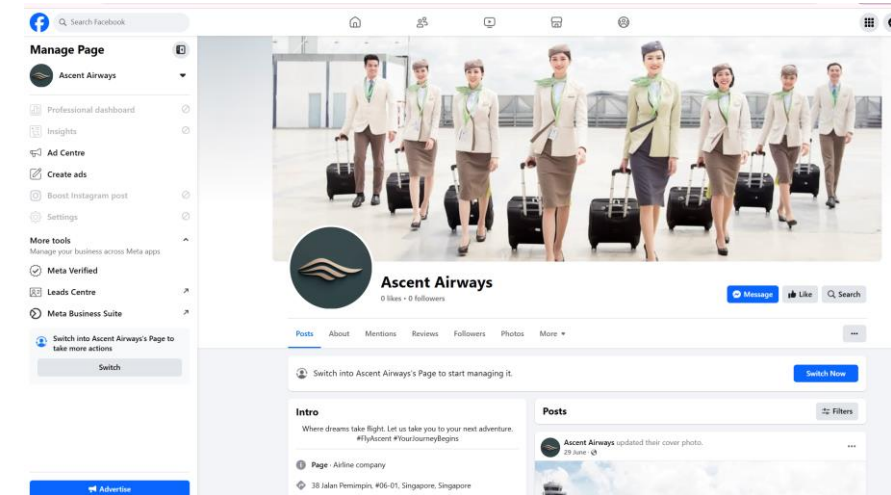 Search Facebook
Manage Page
Ascent Airways
Professional dashboard
Insights
Ad Centre
Create ads
Boost Instagram post
Settings
More tools
Manage your business across Meta apps
Meta Verified
Leads Centre
Meta Business Suite
Switch into Ascent Airways's Page to
take more actions
Switch
Advertise
Ascent Airways
0 likes • 0 followers
Message
Like
Search
Posts About Mentions Reviews Followers Photos More
Switch into Ascent Airways's Page to start managing it.
Switch Now
Intro
Where dreams take flight. Let us take you to your next adventure.
#FlyAscent #YourJourneyBegins
Page · Airline company
38 Jalan Pemimpin, #06-01, Singapore, Singapore
Posts
Filters
Ascent Airways updated their cover photo.
29 June ·